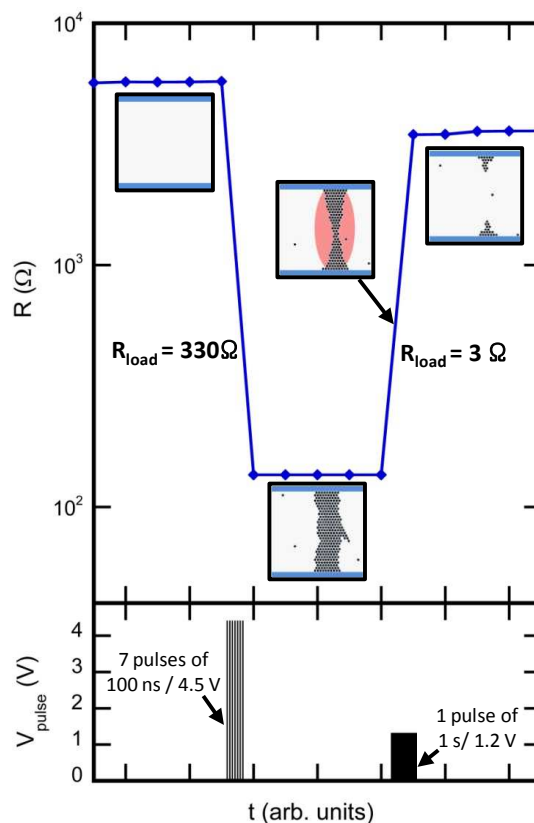 10⁴
10³
10²
R (Ω)
R_load = 330Ω
R_load = 3 Ω
4
3
2
1
0
V_pulse (V)
7 pulses of
100 ns / 4.5 V
1 pulse of
1 s/ 1.2 V
t (arb. units)